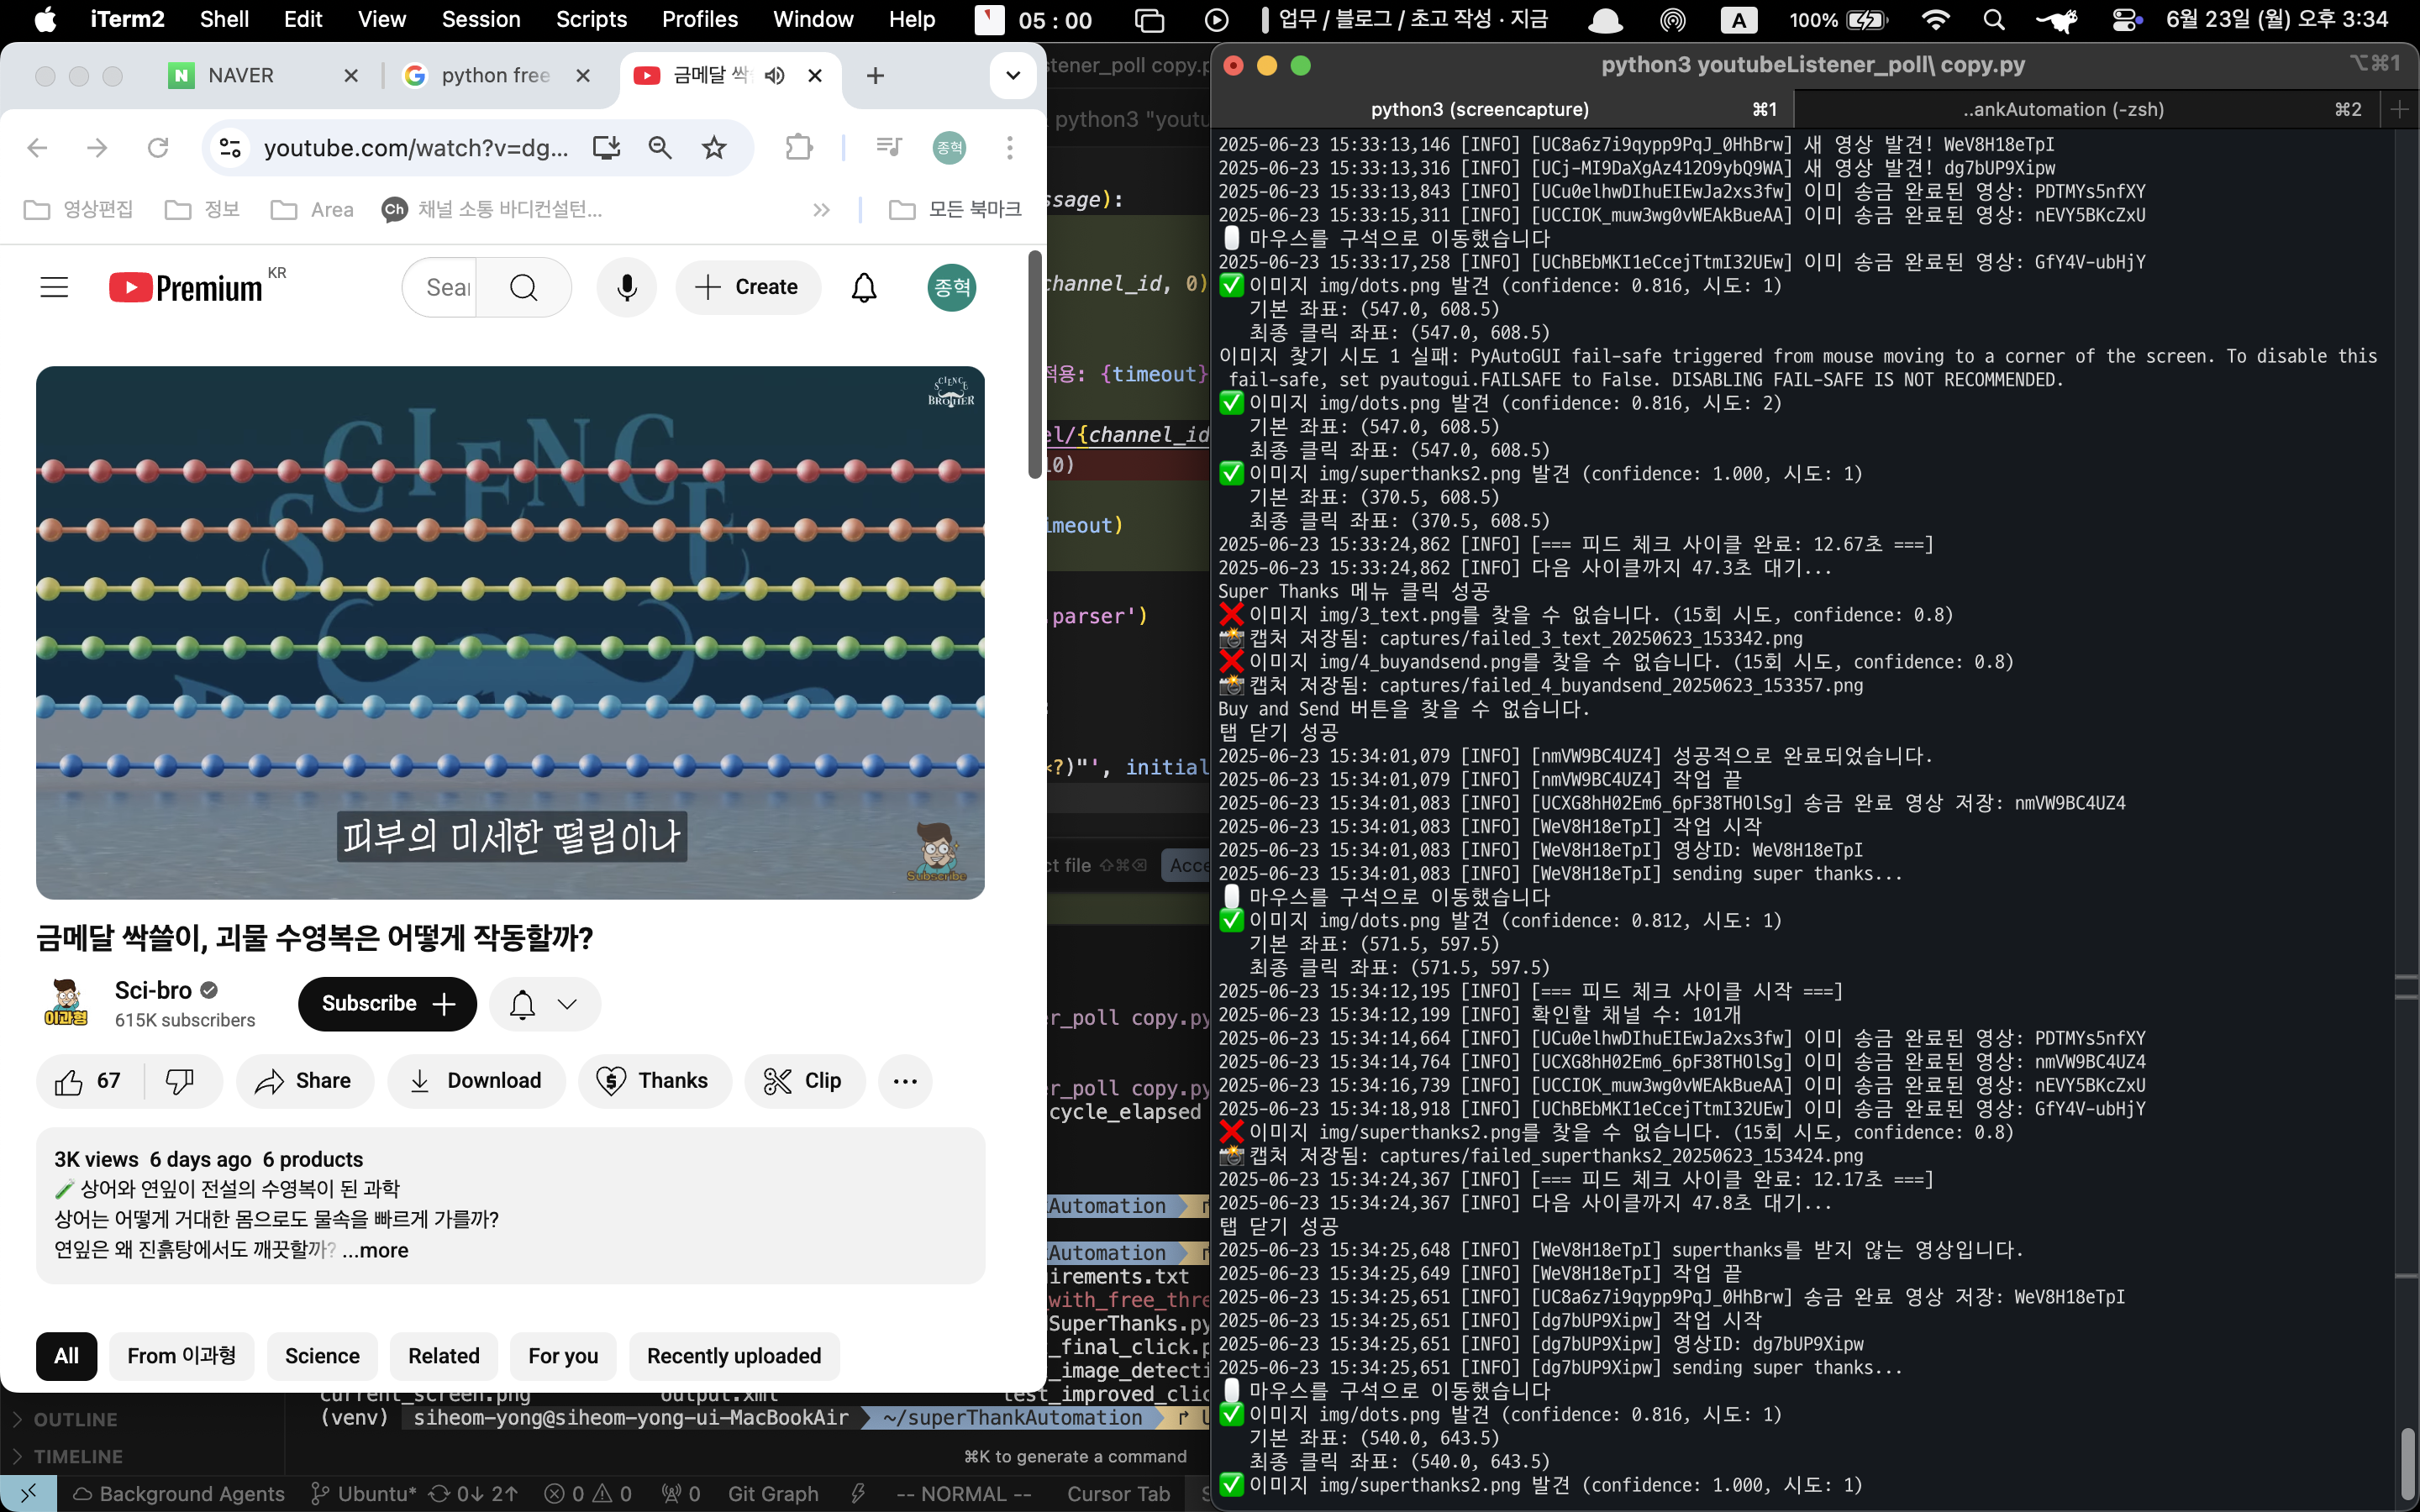 iTerm2 Shell Edit View Session Scripts Profiles Window Help 05 : 00 업무 / 블로그 / 초고 작성 · 지금 A 100% 6월 23일 (월) 오후 3:34
NAVER
python free
금메달 싹
youtube.com/watch?v=dg...
종혁
영상편집
정보
Area
Ch 채널 소통 바디컨설턴...
모든 북마크
Premium KR
Sear
Create
종혁
SCIENCE BROTHER
SCIENCE
피부의 미세한 떨림이나
Subscribe
금메달 싹쓸이, 괴물 수영복은 어떻게 작동할까?
이과형
Sci-bro
615K subscribers
Subscribe
67
Share
Download
Thanks
Clip
3K views 6 days ago 6 products
상어와 연잎이 전설의 수영복이 된 과학
상어는 어떻게 거대한 몸으로도 물속을 빠르게 가를까?
연잎은 왜 진흙탕에서도 깨끗할까? ...more
All
From 이과형
Science
Related
For you
Recently uploaded
stener_poll copy.p
python3 "youtu
ssage):
channel_id, 0)
적용: {timeout}
el/{channel_id
10)
imeout)
parser')
<?)"', initial
ct file ⇧⌘⌫ Acce
er_poll copy.py
er_poll copy.py
cycle_elapsed
Automation
Automation
irements.txt
_with_free_thre
SuperThanks.py
_final_click.p
_image_detecti
current_screen.png output.xml test_improved_clic
(venv) siheom-yong@siheom-yong-ui-MacBookAir ~/superThankAutomation
OUTLINE
TIMELINE
⌘K to generate a command
Background Agents Ubuntu* 0↓ 2↑ 0 0 0 Git Graph -- NORMAL -- Cursor Tab
python3 youtubeListener_poll\ copy.py ⌥⌘1
python3 (screencapture) ⌘1 ..ankAutomation (-zsh) ⌘2
2025-06-23 15:33:13,146 [INFO] [UC8a6z7i9qypp9PqJ_0HhBrw] 새 영상 발견! WeV8H18eTpI
2025-06-23 15:33:13,316 [INFO] [UCj-MI9DaXgAz412O9ybQ9WA] 새 영상 발견! dg7bUP9Xipw
2025-06-23 15:33:13,843 [INFO] [UCu0elhwDIhuEIEwJa2xs3fw] 이미 송금 완료된 영상: PDTMYs5nfXY
2025-06-23 15:33:15,311 [INFO] [UCCIOK_muw3wg0vWEAkBueAA] 이미 송금 완료된 영상: nEVY5BKcZxU
마우스를 구석으로 이동했습니다
2025-06-23 15:33:17,258 [INFO] [UChBEbMKI1eCcejTtmI32UEw] 이미 송금 완료된 영상: GfY4V-ubHjY
✅ 이미지 img/dots.png 발견 (confidence: 0.816, 시도: 1)
기본 좌표: (547.0, 608.5)
최종 클릭 좌표: (547.0, 608.5)
이미지 찾기 시도 1 실패: PyAutoGUI fail-safe triggered from mouse moving to a corner of the screen. To disable this
fail-safe, set pyautogui.FAILSAFE to False. DISABLING FAIL-SAFE IS NOT RECOMMENDED.
✅ 이미지 img/dots.png 발견 (confidence: 0.816, 시도: 2)
기본 좌표: (547.0, 608.5)
최종 클릭 좌표: (547.0, 608.5)
✅ 이미지 img/superthanks2.png 발견 (confidence: 1.000, 시도: 1)
기본 좌표: (370.5, 608.5)
최종 클릭 좌표: (370.5, 608.5)
2025-06-23 15:33:24,862 [INFO] [=== 피드 체크 사이클 완료: 12.67초 ===]
2025-06-23 15:33:24,862 [INFO] 다음 사이클까지 47.3초 대기...
Super Thanks 메뉴 클릭 성공
❌ 이미지 img/3_text.png를 찾을 수 없습니다. (15회 시도, confidence: 0.8)
📸 캡처 저장됨: captures/failed_3_text_20250623_153342.png
❌ 이미지 img/4_buyandsend.png를 찾을 수 없습니다. (15회 시도, confidence: 0.8)
📸 캡처 저장됨: captures/failed_4_buyandsend_20250623_153357.png
Buy and Send 버튼을 찾을 수 없습니다.
탭 닫기 성공
2025-06-23 15:34:01,079 [INFO] [nmVW9BC4UZ4] 성공적으로 완료되었습니다.
2025-06-23 15:34:01,079 [INFO] [nmVW9BC4UZ4] 작업 끝
2025-06-23 15:34:01,083 [INFO] [UCXG8hH02Em6_6pF38THOlSg] 송금 완료 영상 저장: nmVW9BC4UZ4
2025-06-23 15:34:01,083 [INFO] [WeV8H18eTpI] 작업 시작
2025-06-23 15:34:01,083 [INFO] [WeV8H18eTpI] 영상ID: WeV8H18eTpI
2025-06-23 15:34:01,083 [INFO] [WeV8H18eTpI] sending super thanks...
마우스를 구석으로 이동했습니다
✅ 이미지 img/dots.png 발견 (confidence: 0.812, 시도: 1)
기본 좌표: (571.5, 597.5)
최종 클릭 좌표: (571.5, 597.5)
2025-06-23 15:34:12,195 [INFO] [=== 피드 체크 사이클 시작 ===]
2025-06-23 15:34:12,199 [INFO] 확인할 채널 수: 101개
2025-06-23 15:34:14,664 [INFO] [UCu0elhwDIhuEIEwJa2xs3fw] 이미 송금 완료된 영상: PDTMYs5nfXY
2025-06-23 15:34:14,764 [INFO] [UCXG8hH02Em6_6pF38THOlSg] 이미 송금 완료된 영상: nmVW9BC4UZ4
2025-06-23 15:34:16,739 [INFO] [UCCIOK_muw3wg0vWEAkBueAA] 이미 송금 완료된 영상: nEVY5BKcZxU
2025-06-23 15:34:18,918 [INFO] [UChBEbMKI1eCcejTtmI32UEw] 이미 송금 완료된 영상: GfY4V-ubHjY
❌ 이미지 img/superthanks2.png를 찾을 수 없습니다. (15회 시도, confidence: 0.8)
📸 캡처 저장됨: captures/failed_superthanks2_20250623_153424.png
2025-06-23 15:34:24,367 [INFO] [=== 피드 체크 사이클 완료: 12.17초 ===]
2025-06-23 15:34:24,367 [INFO] 다음 사이클까지 47.8초 대기...
탭 닫기 성공
2025-06-23 15:34:25,648 [INFO] [WeV8H18eTpI] superthanks를 받지 않는 영상입니다.
2025-06-23 15:34:25,649 [INFO] [WeV8H18eTpI] 작업 끝
2025-06-23 15:34:25,651 [INFO] [UC8a6z7i9qypp9PqJ_0HhBrw] 송금 완료 영상 저장: WeV8H18eTpI
2025-06-23 15:34:25,651 [INFO] [dg7bUP9Xipw] 작업 시작
2025-06-23 15:34:25,651 [INFO] [dg7bUP9Xipw] 영상ID: dg7bUP9Xipw
2025-06-23 15:34:25,651 [INFO] [dg7bUP9Xipw] sending super thanks...
마우스를 구석으로 이동했습니다
✅ 이미지 img/dots.png 발견 (confidence: 0.816, 시도: 1)
기본 좌표: (540.0, 643.5)
최종 클릭 좌표: (540.0, 643.5)
✅ 이미지 img/superthanks2.png 발견 (confidence: 1.000, 시도: 1)